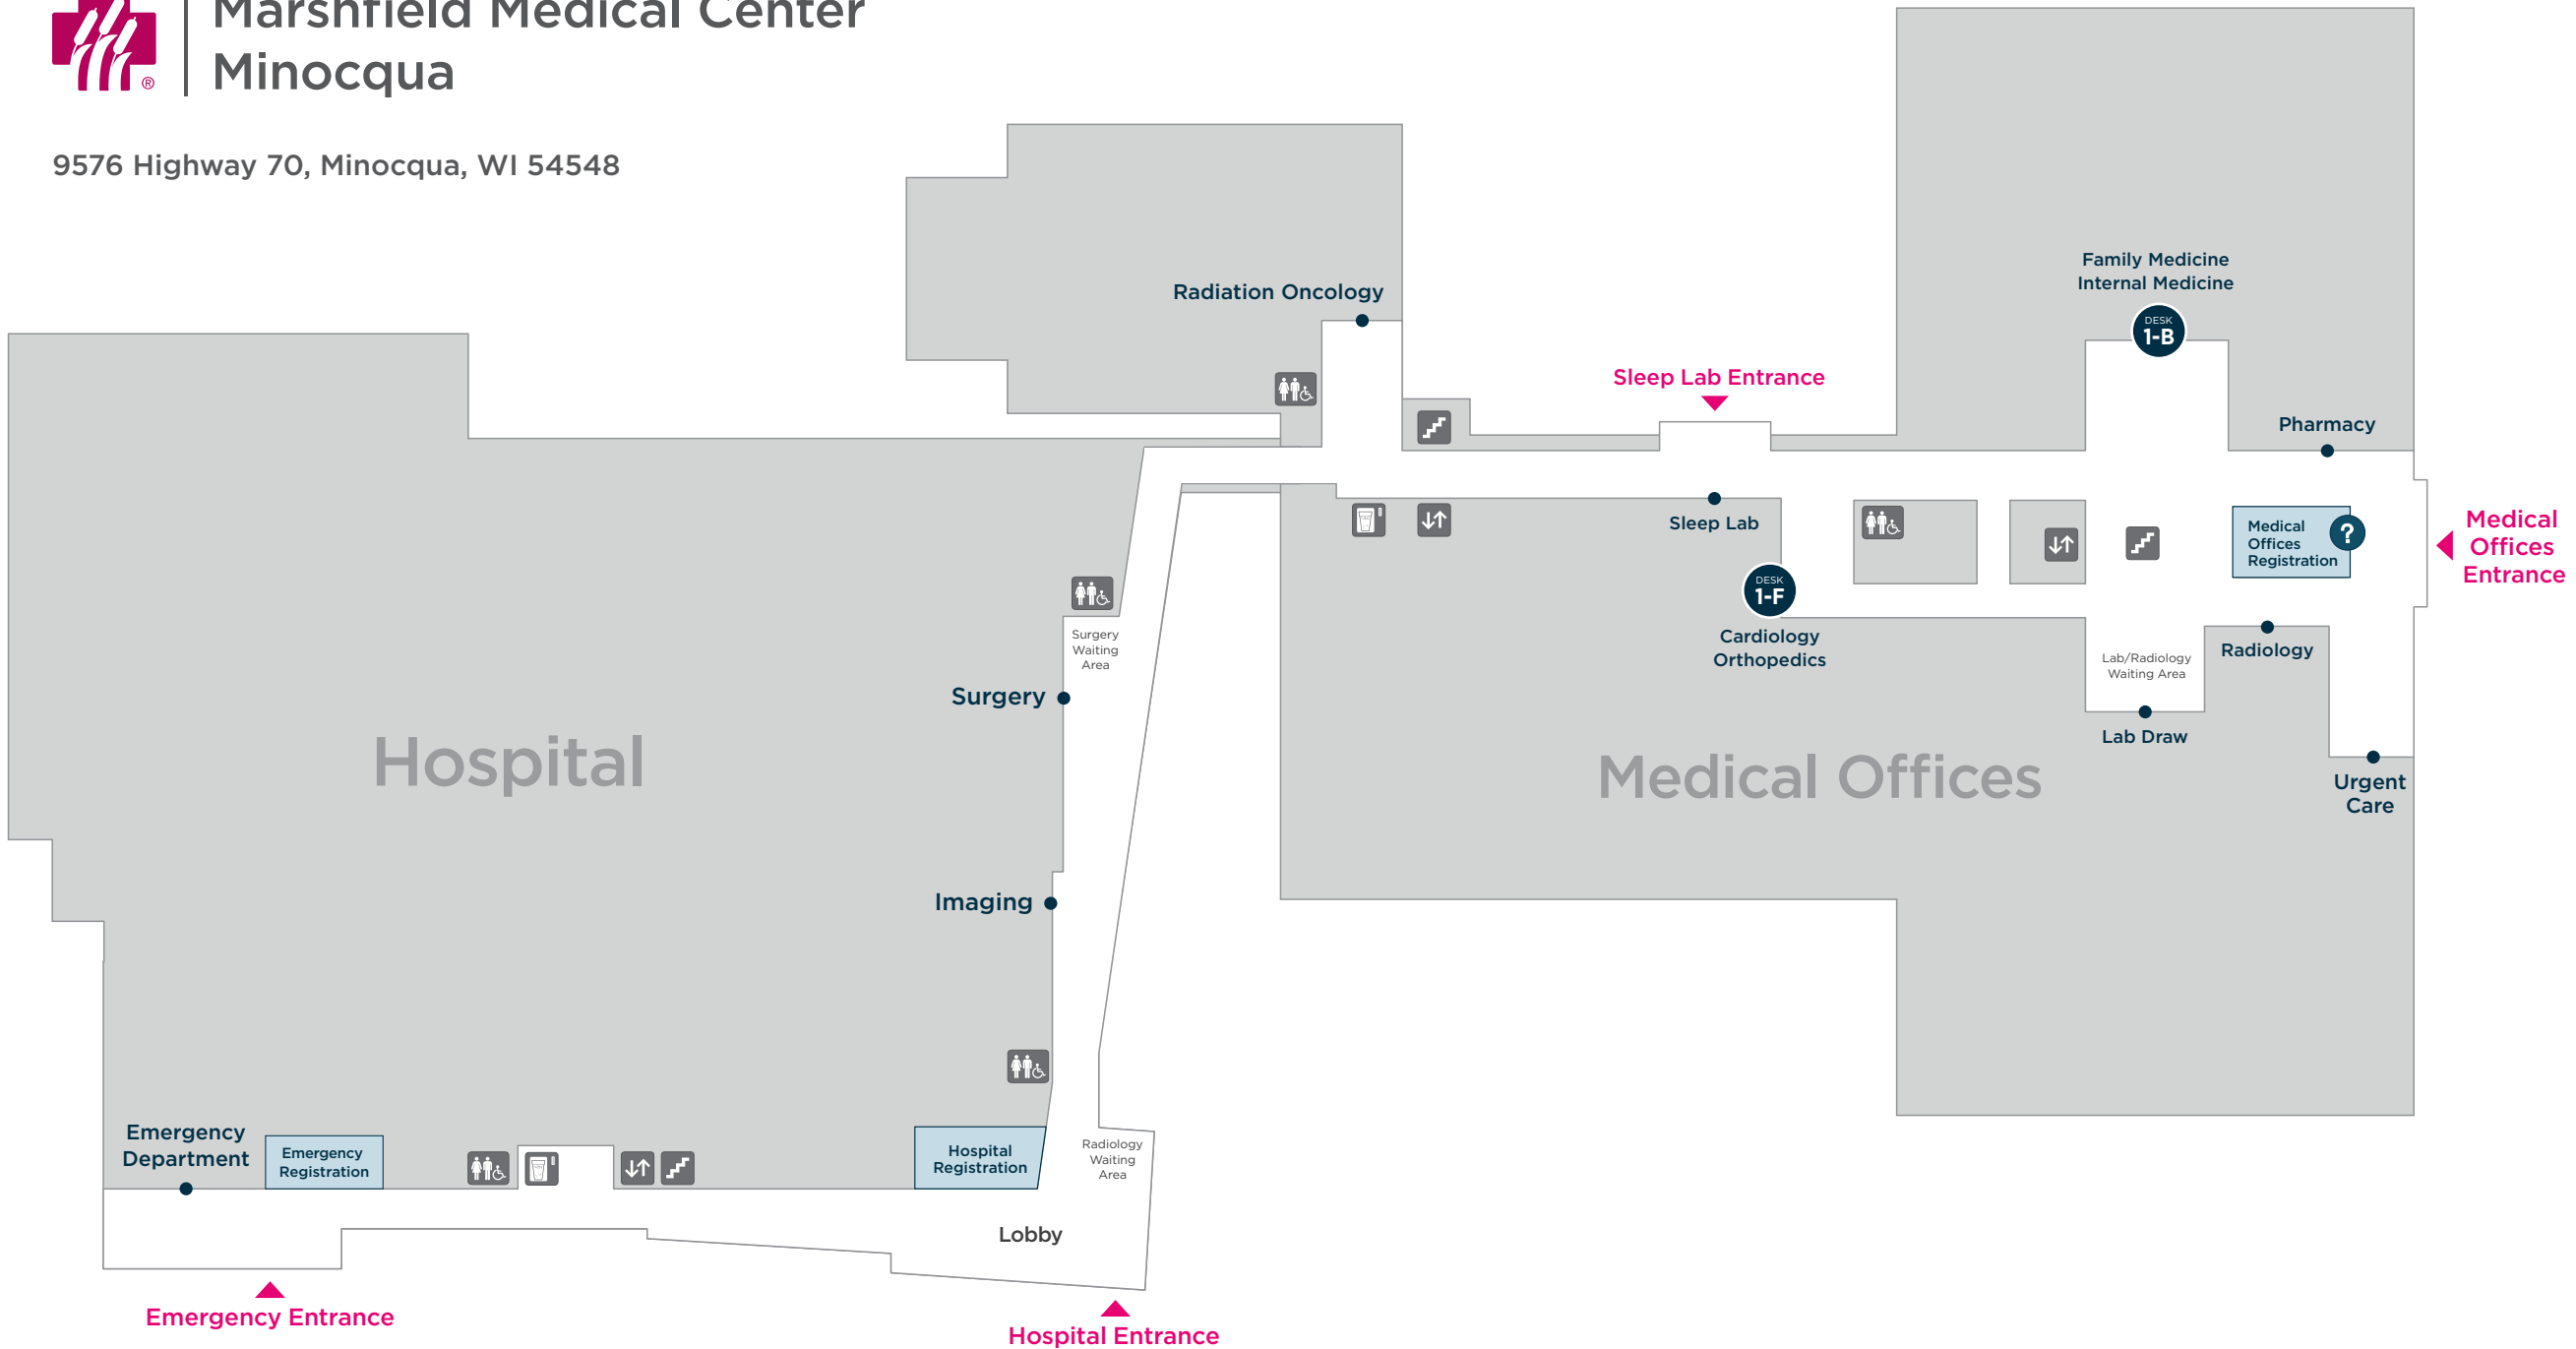 Marshfield Medical Center
Minocqua
®
9576 Highway 70, Minocqua, WI 54548
Radiation Oncology
Sleep Lab Entrance
Family Medicine
Internal Medicine
DESK
1-B
Pharmacy
Sleep Lab
Medical
Offices
Registration
?
Medical
Offices
Entrance
DESK
1-F
Cardiology
Orthopedics
Surgery
Waiting
Area
Surgery
Lab/Radiology
Waiting Area
Radiology
Lab Draw
Urgent
Care
Hospital
Medical Offices
Imaging
Emergency
Department
Emergency
Registration
Hospital
Registration
Radiology
Waiting
Area
Lobby
Emergency Entrance
Hospital Entrance